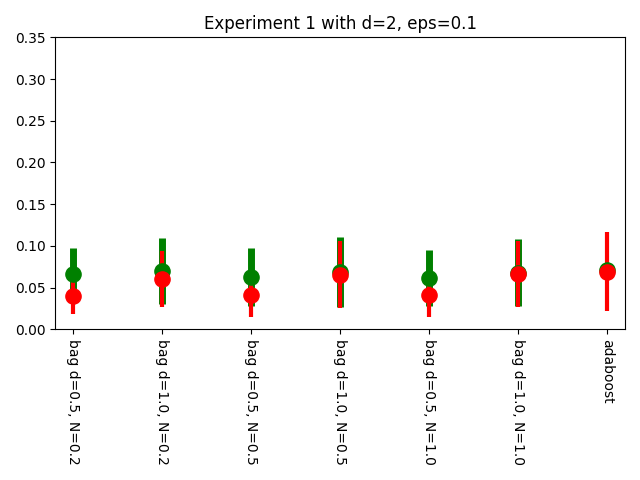 Experiment 1 with d=2, eps=0.1
0.35
0.30
0.25
0.20
0.15
0.10
0.05
0.00
bag d=0.5, N=0.2
bag d=1.0, N=0.2
bag d=0.5, N=0.5
bag d=1.0, N=0.5
bag d=0.5, N=1.0
bag d=1.0, N=1.0
adaboost